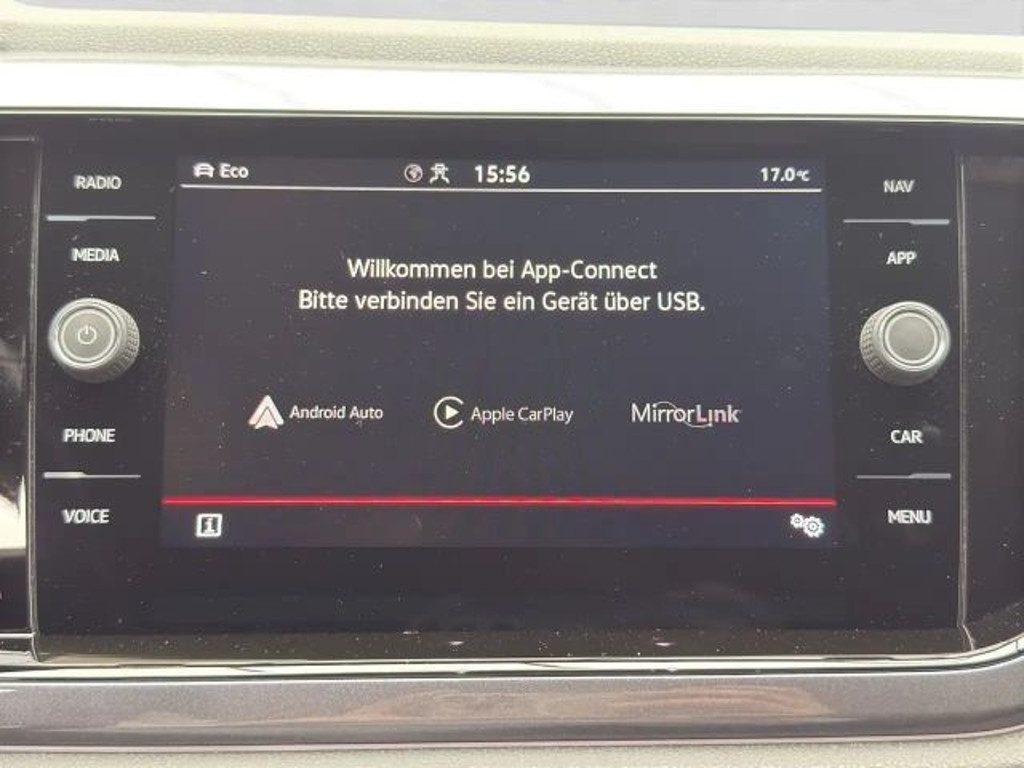 RADIO
MEDIA
PHONE
VOICE
Eco 15:56 17.0°C
Willkommen bei App-Connect
Bitte verbinden Sie ein Gerät über USB.
Android Auto Apple CarPlay MirrorLink
i
NAV
APP
CAR
MENU